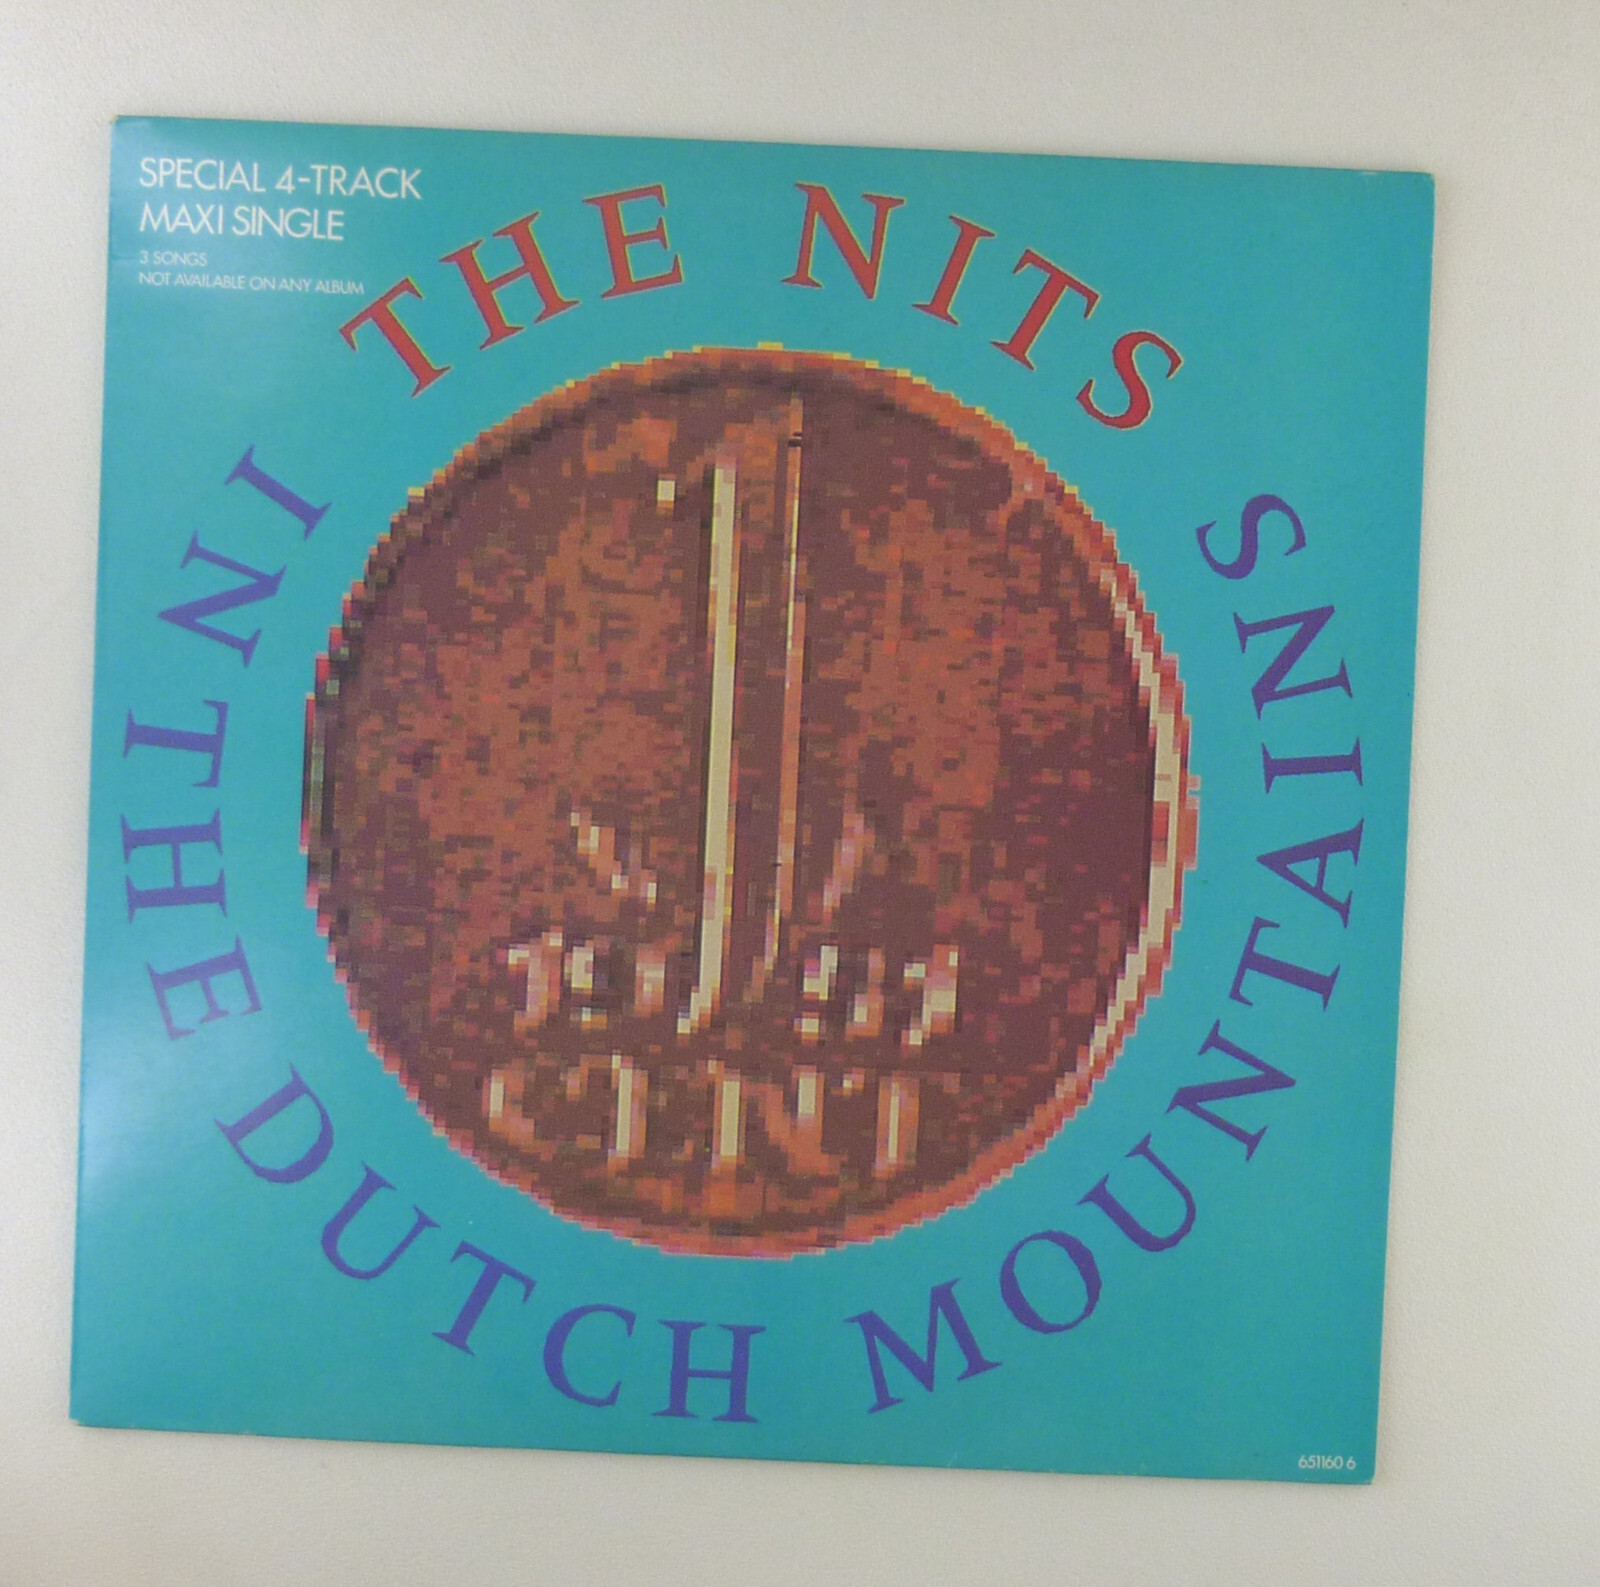 SPECIAL 4-TRACK
MAXI SINGLE
3 SONGS
NOT AVAILABLE ON ANY ALBUM
THE NITS
IN THE DUTCH MOUNTAINS
CENT
651160 6